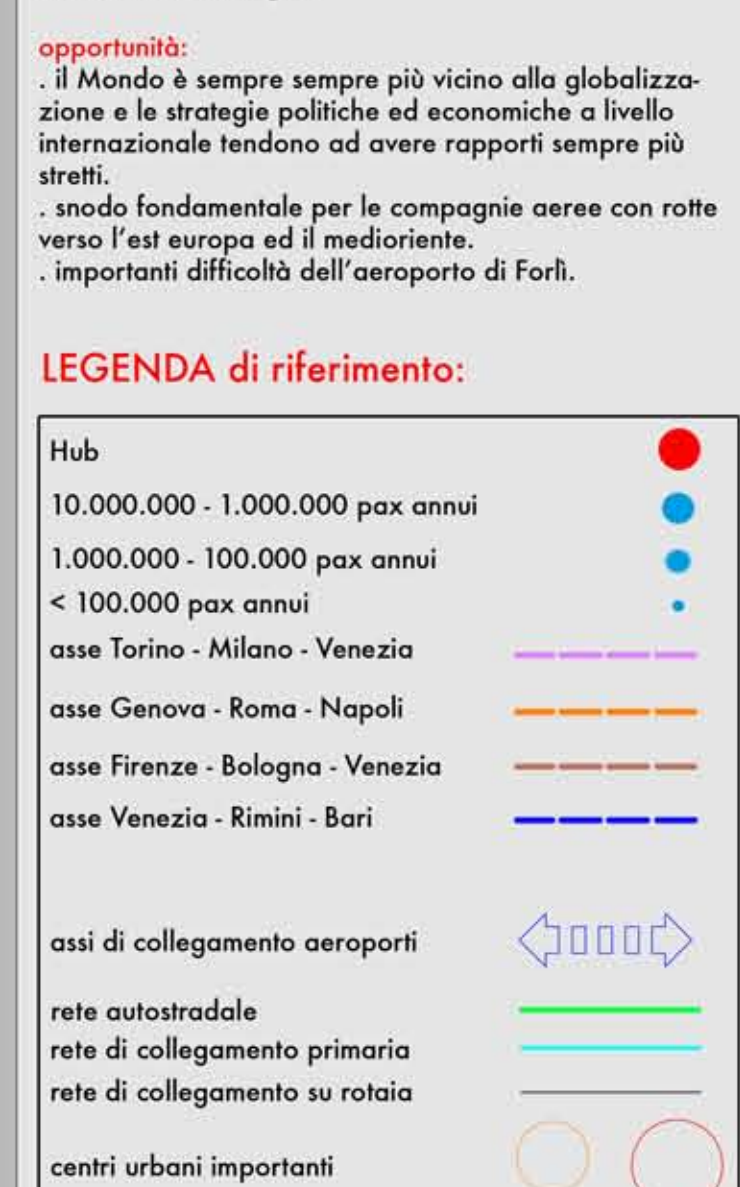 opportunità:
. il Mondo è sempre sempre più vicino alla globalizza-
zione e le strategie politiche ed economiche a livello
internazionale tendono ad avere rapporti sempre più
stretti.
. snodo fondamentale per le compagnie aeree con rotte
verso l'est europa ed il medioriente.
. importanti difficoltà dell'aeroporto di Forlì.
LEGENDA di riferimento:
Hub
10.000.000 - 1.000.000 pax annui
1.000.000 - 100.000 pax annui
< 100.000 pax annui
asse Torino - Milano - Venezia
asse Genova - Roma - Napoli
asse Firenze - Bologna - Venezia
asse Venezia - Rimini - Bari
assi di collegamento aeroporti
rete autostradale
rete di collegamento primaria
rete di collegamento su rotaia
centri urbani importanti